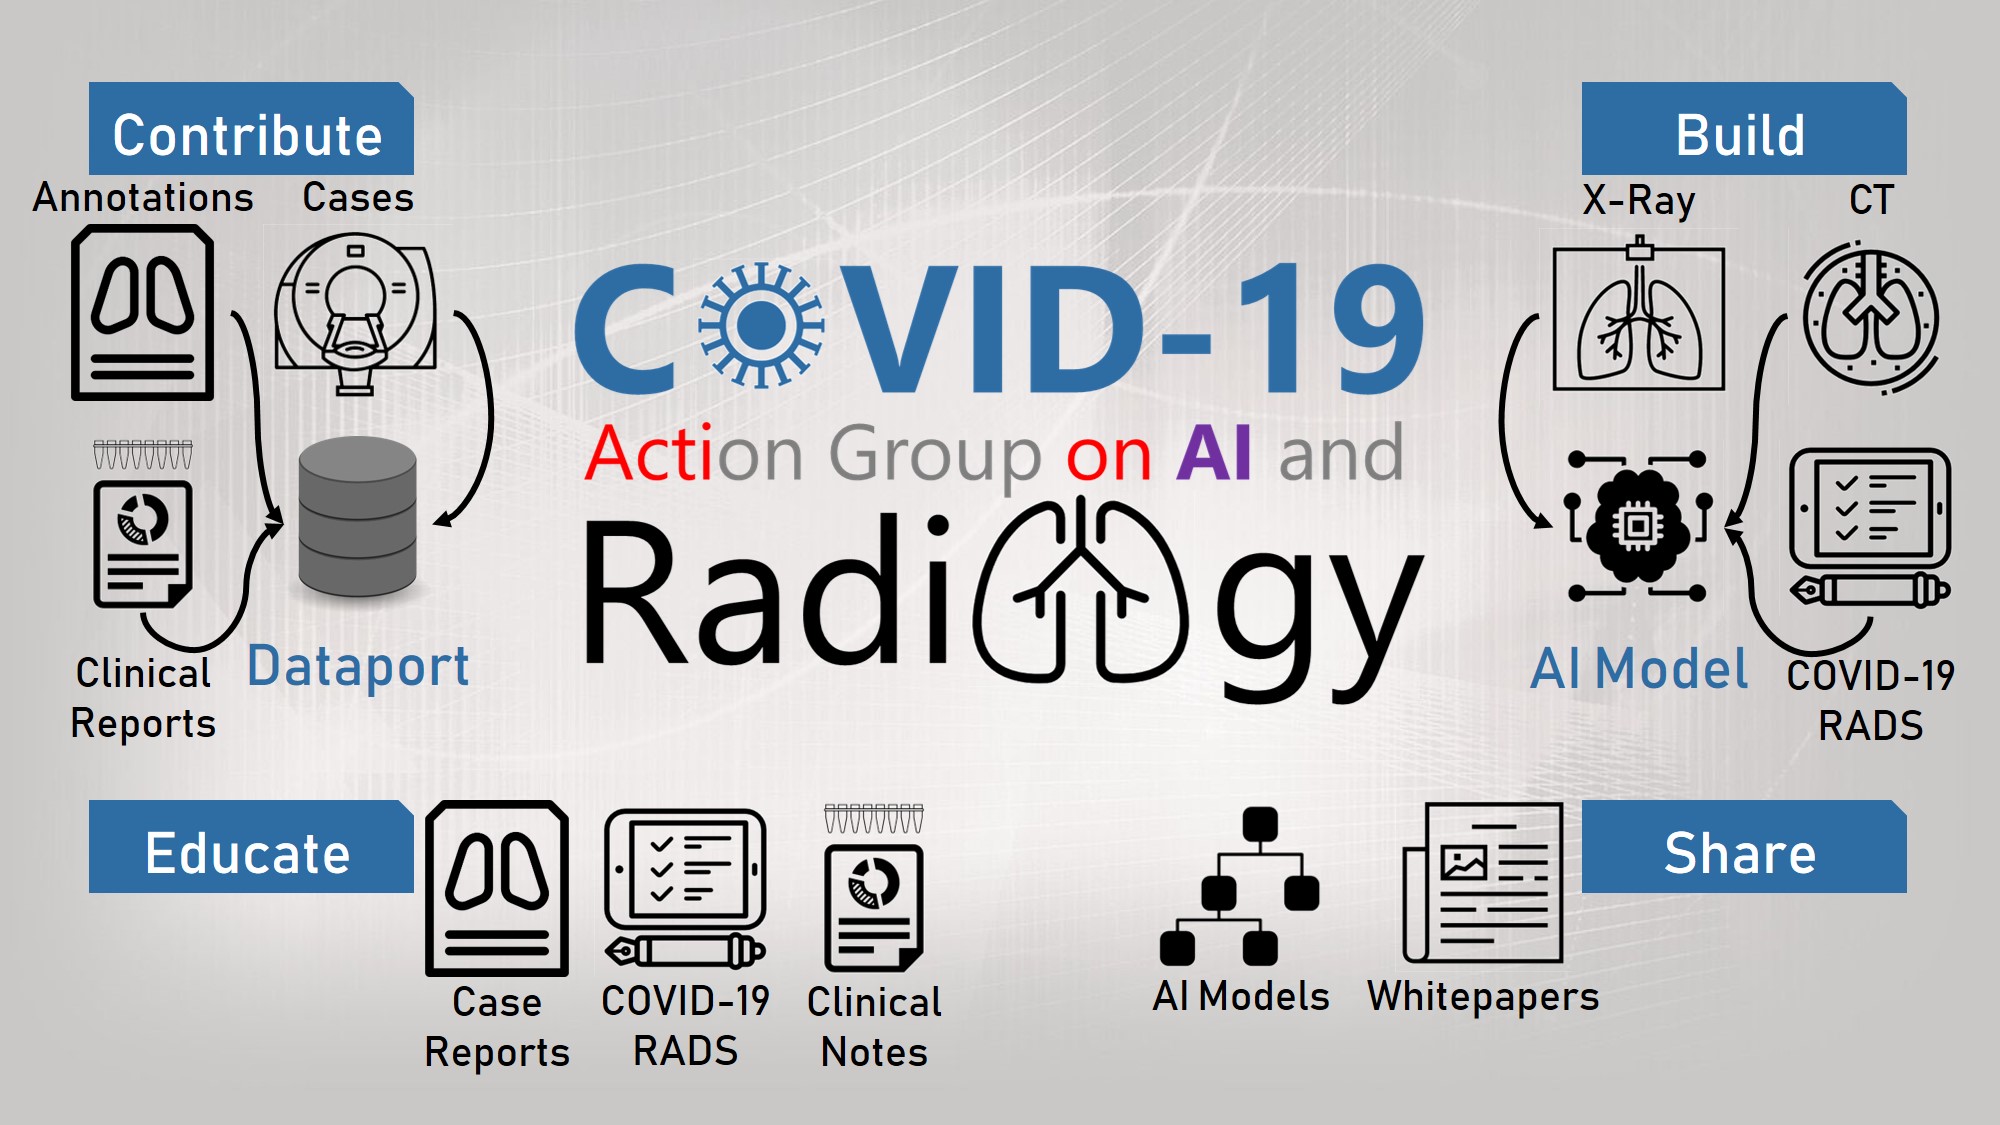 Contribute
Annotations Cases
Clinical
Reports
Dataport
COVID-19
Action Group on AI and
Radiology
Build
X-Ray CT
AI Model
COVID-19
RADS
Educate
Case
Reports
COVID-19
RADS
Clinical
Notes
AI Models
Whitepapers
Share